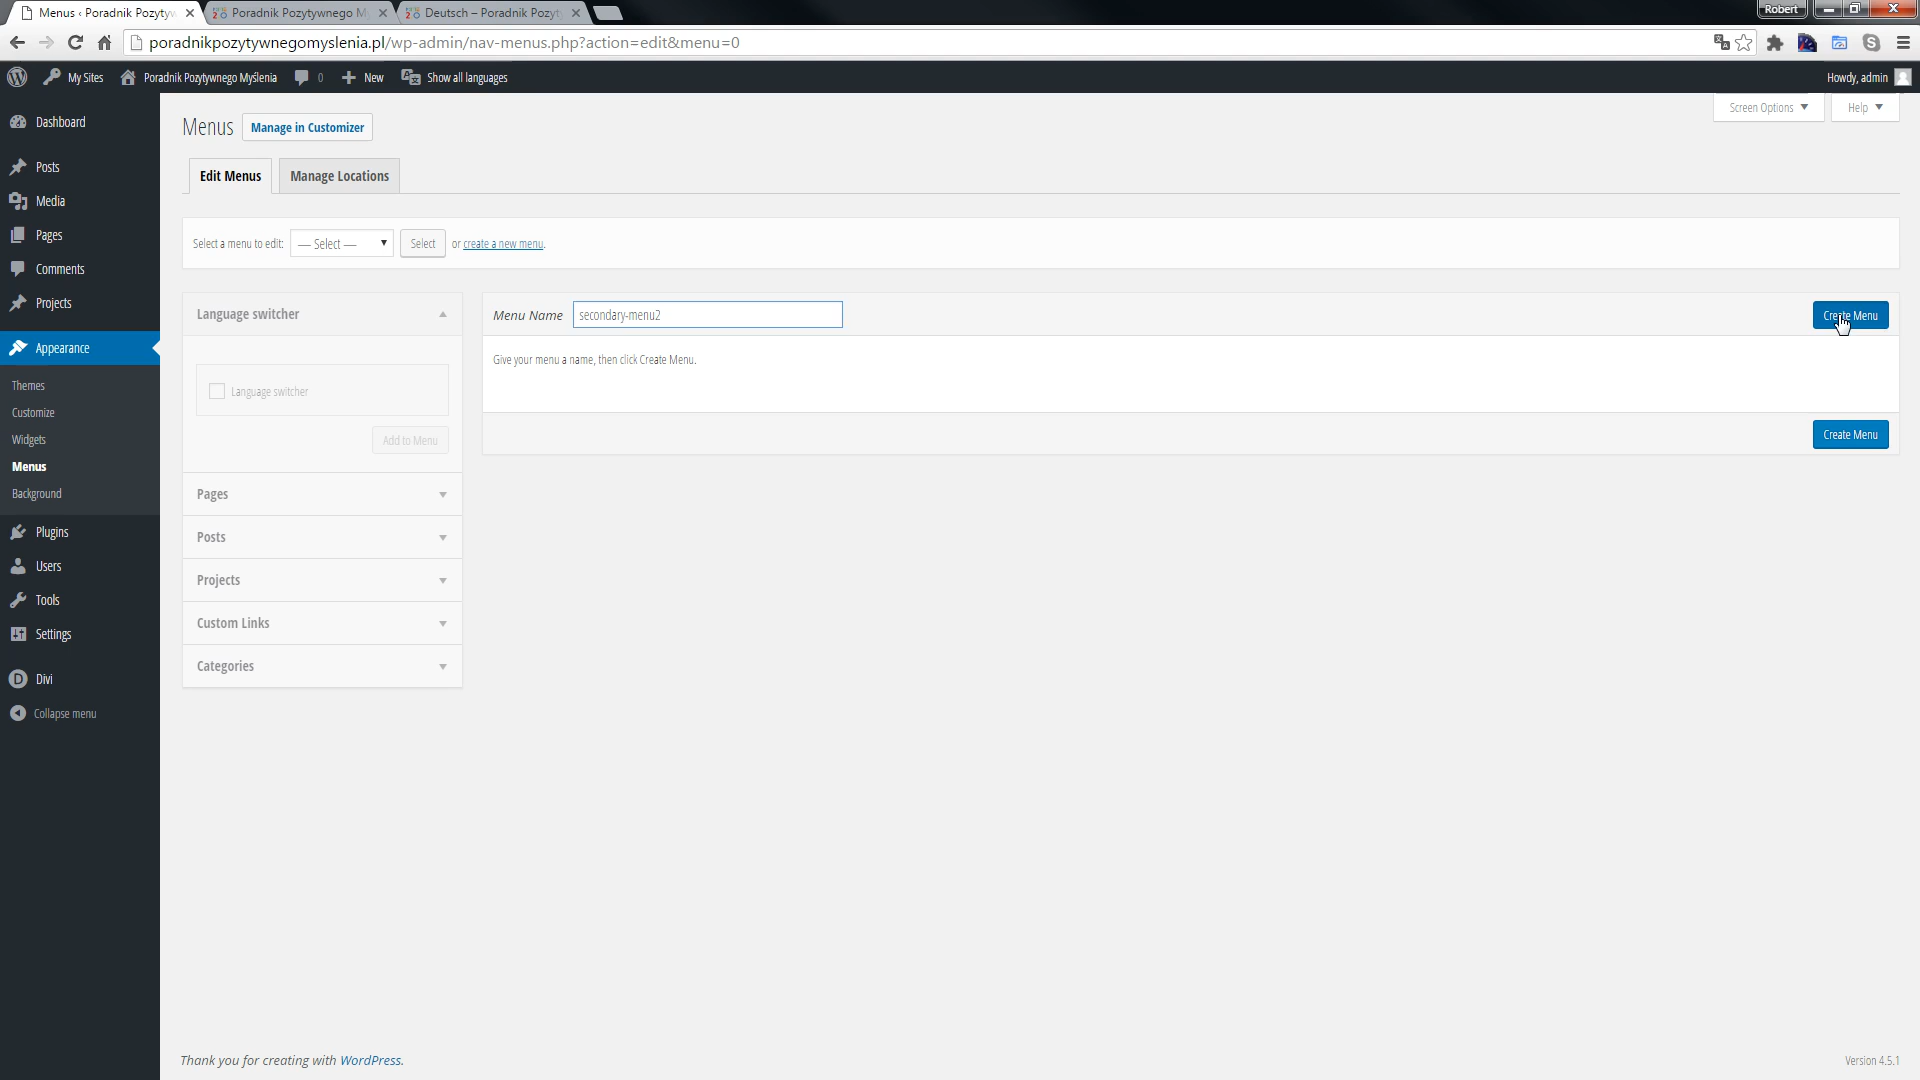 Menus ‹ Poradnik Pozytyw
Poradnik Pozytywnego M
Deutsch – Poradnik Pozyt
Robert
poradnikpozytywnegomyslenia.pl/wp-admin/nav-menus.php?action=edit&menu=0
My Sites
Poradnik Pozytywnego Myślenia
0
New
Show all languages
Howdy, admin
Dashboard
Posts
Media
Pages
Comments
Projects
Appearance
Themes
Customize
Widgets
Menus
Background
Plugins
Users
Tools
Settings
Divi
Collapse menu
Screen Options
Help
Menus
Manage in Customizer
Edit Menus
Manage Locations
Select a menu to edit:
— Select —
Select
or create a new menu.
Language switcher
Language switcher
Add to Menu
Pages
Posts
Projects
Custom Links
Categories
Menu Name
secondary-menu2
Create Menu
Give your menu a name, then click Create Menu.
Create Menu
Thank you for creating with WordPress.
Version 4.5.1